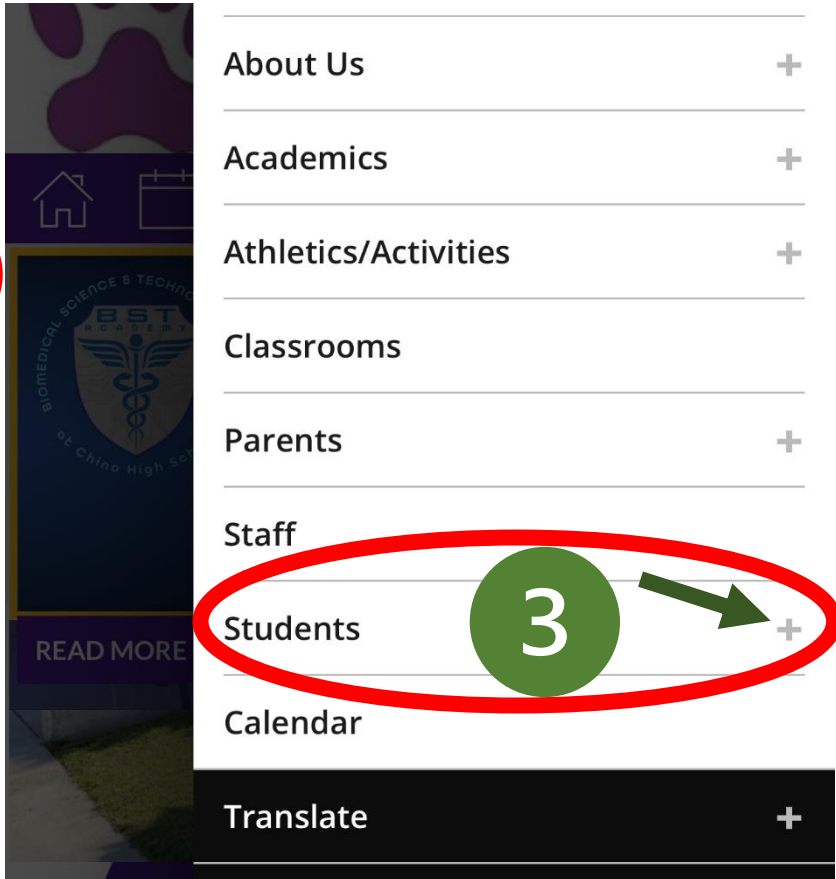 About Us +
Academics +
Athletics/Activities +
Classrooms
Parents +
Staff
Students 3 +
Calendar
Translate +
BIOMEDICAL SCIENCE & TECHNO
BST
ACADEMY
at Chino High Sch
READ MORE